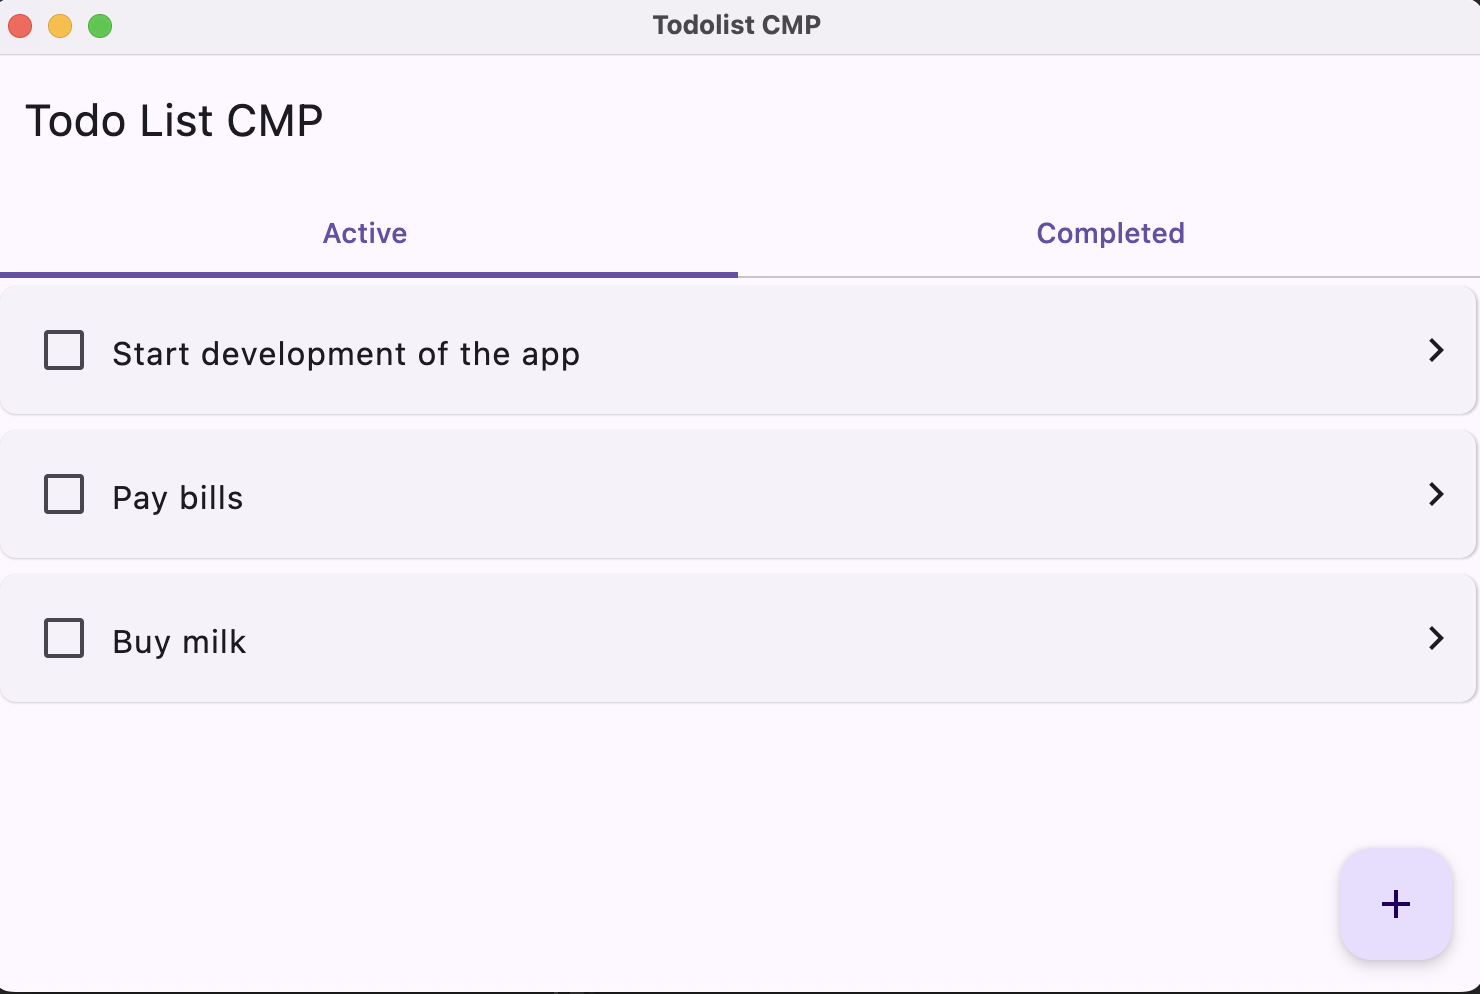 Todolist CMP
Todo List CMP
Active
Completed
Start development of the app
Pay bills
Buy milk